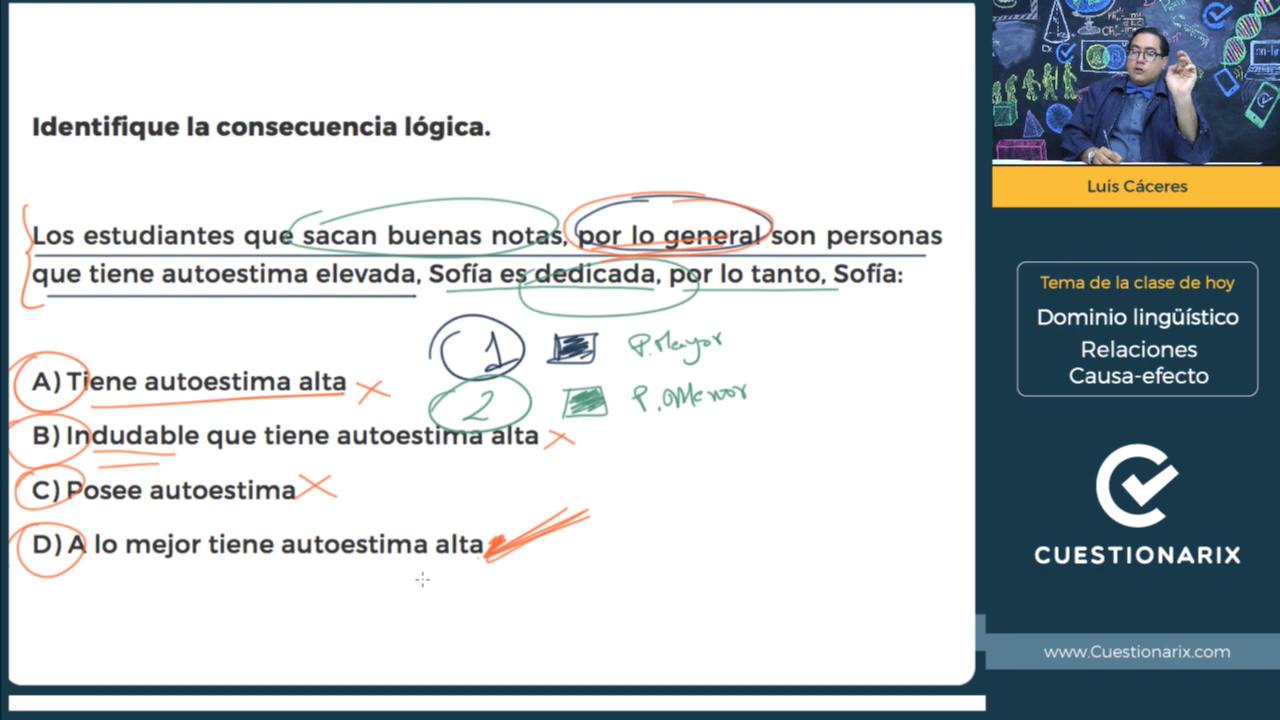 Identifique la consecuencia lógica.
Los estudiantes que sacan buenas notas, por lo general son personas
que tiene autoestima elevada, Sofía es dedicada, por lo tanto, Sofía:
1 P. Mayor
2 P. Menor
A) Tiene autoestima alta
B) Indudable que tiene autoestima alta
C) Posee autoestima
D) A lo mejor tiene autoestima alta
Luis Cáceres
Tema de la clase de hoy
Dominio lingüístico
Relaciones
Causa-efecto
CUESTIONARIX
www.Cuestionarix.com